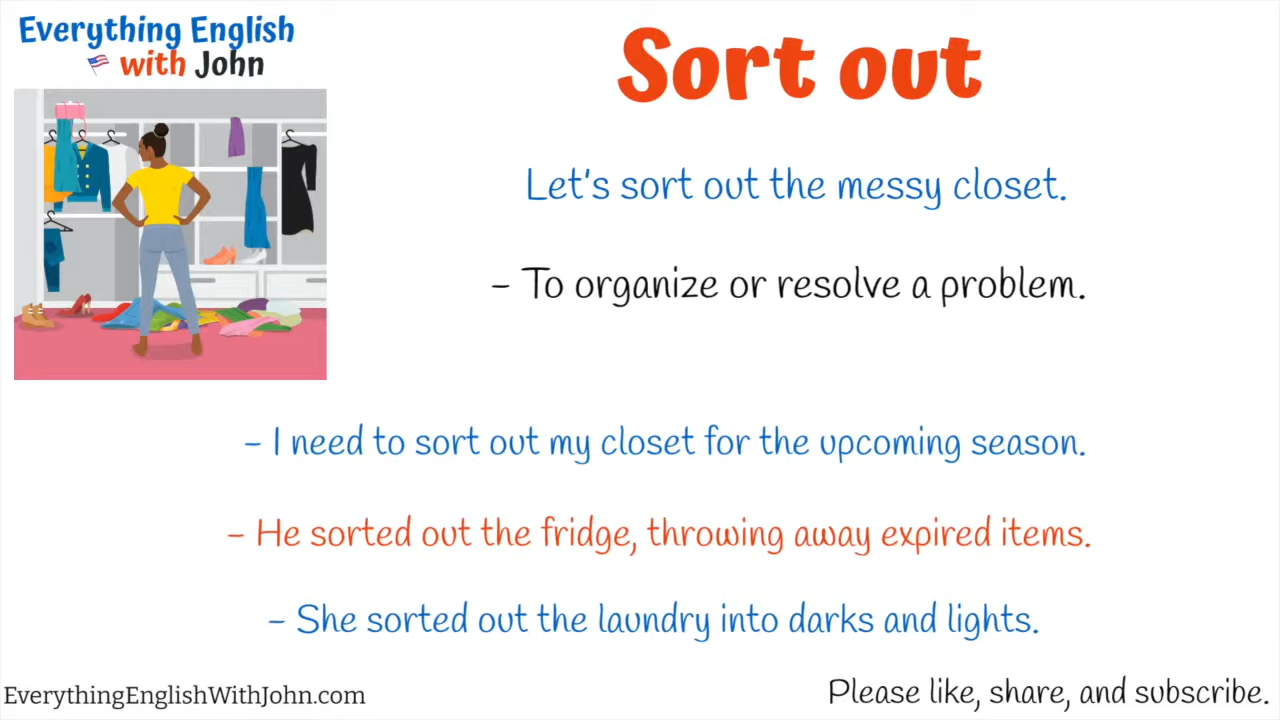 Everything English
with John
Sort out
Let's sort out the messy closet.
- To organize or resolve a problem.
- I need to sort out my closet for the upcoming season.
- He sorted out the fridge, throwing away expired items.
- She sorted out the laundry into darks and lights.
EverythingEnglishWithJohn.com
Please like, share, and subscribe.